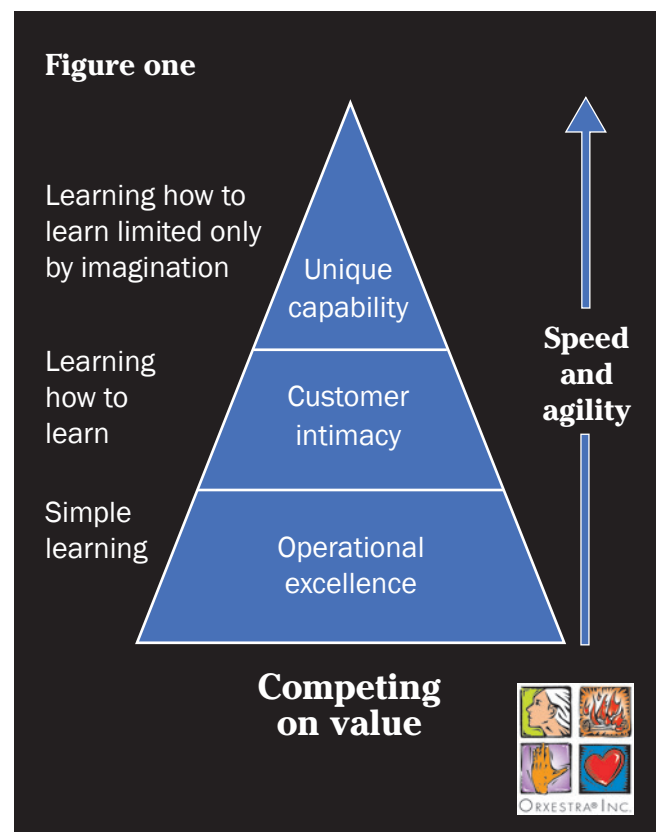 Figure one
Learning how to
learn limited only
by imagination
Unique
capability
Learning
how to
learn
Customer
intimacy
Simple
learning
Operational
excellence
Speed
and
agility
Competing
on value
ORXESTRA® INC.